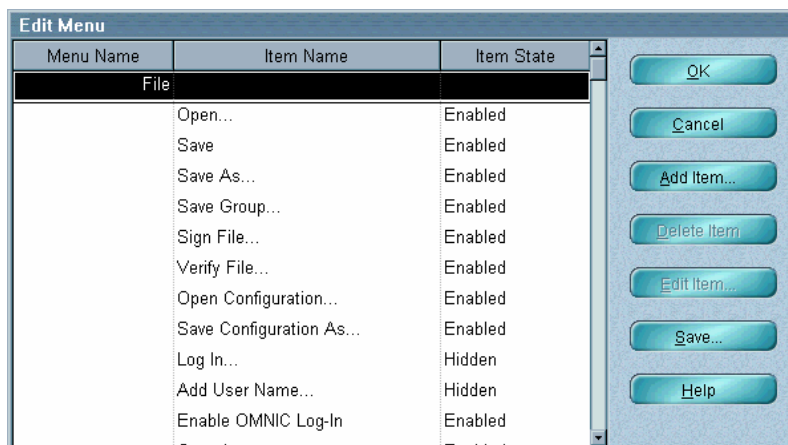 Edit Menu
Menu Name Item Name Item State
File
Open... Enabled
Save Enabled
Save As... Enabled
Save Group... Enabled
Sign File... Enabled
Verify File... Enabled
Open Configuration... Enabled
Save Configuration As... Enabled
Log In... Hidden
Add User Name... Hidden
Enable OMNIC Log-In Enabled
OK
Cancel
Add Item...
Delete Item
Edit Item...
Save...
Help